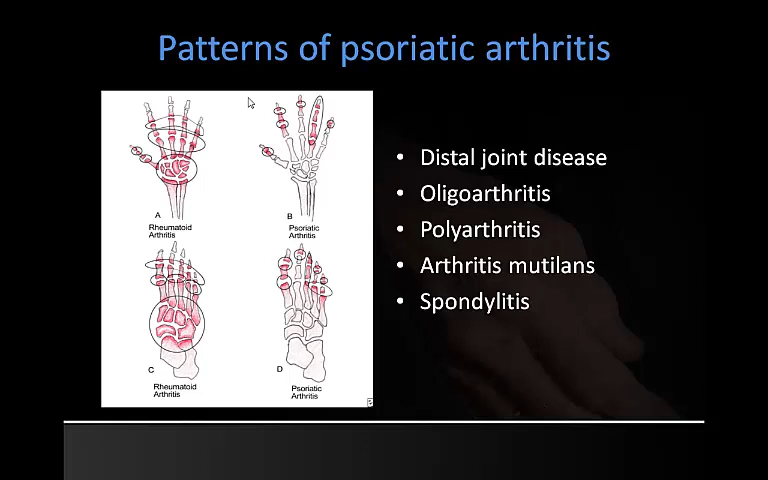 Patterns of psoriatic arthritis
A
Rheumatoid
Arthritis
B
Psoriatic
Arthritis
C
Rheumatoid
Arthritis
D
Psoriatic
Arthritis
• Distal joint disease
• Oligoarthritis
• Polyarthritis
• Arthritis mutilans
• Spondylitis